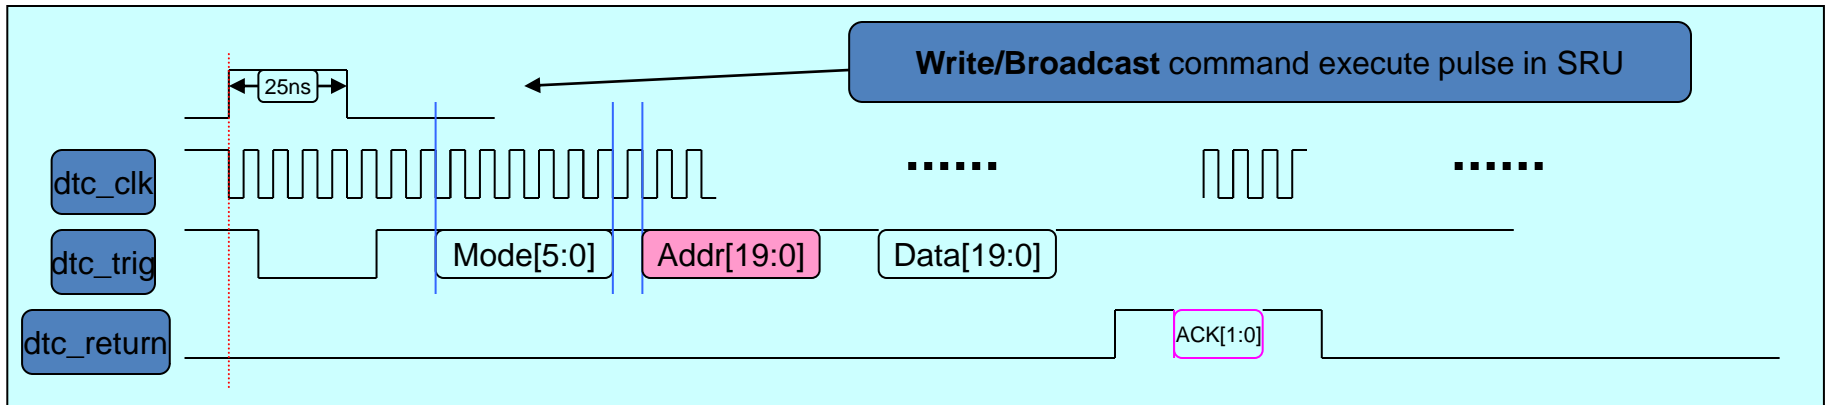 Write/Broadcast command execute pulse in SRU
25ns
dtc_clk
......
......
dtc_trig
Mode[5:0]
Addr[19:0]
Data[19:0]
dtc_return
ACK[1:0]